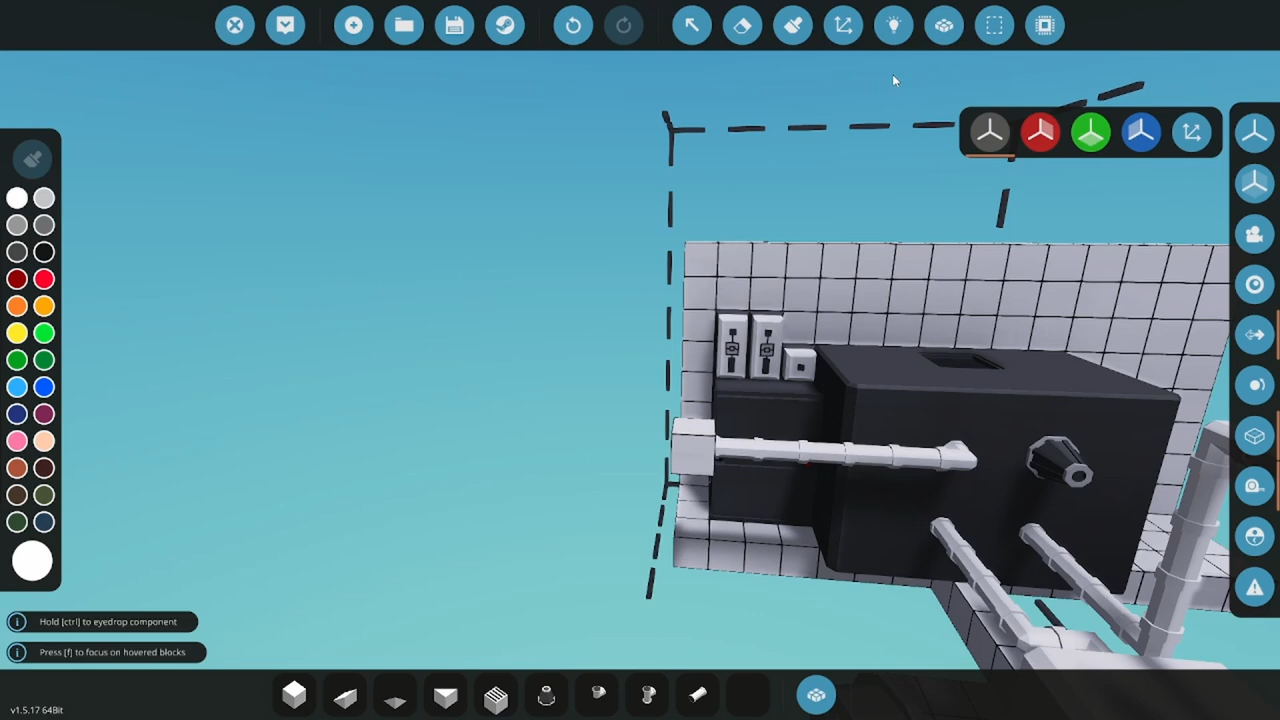 Hold [ctrl] to eyedrop component
Press [f] to focus on hovered blocks
v1.5.17 64Bit